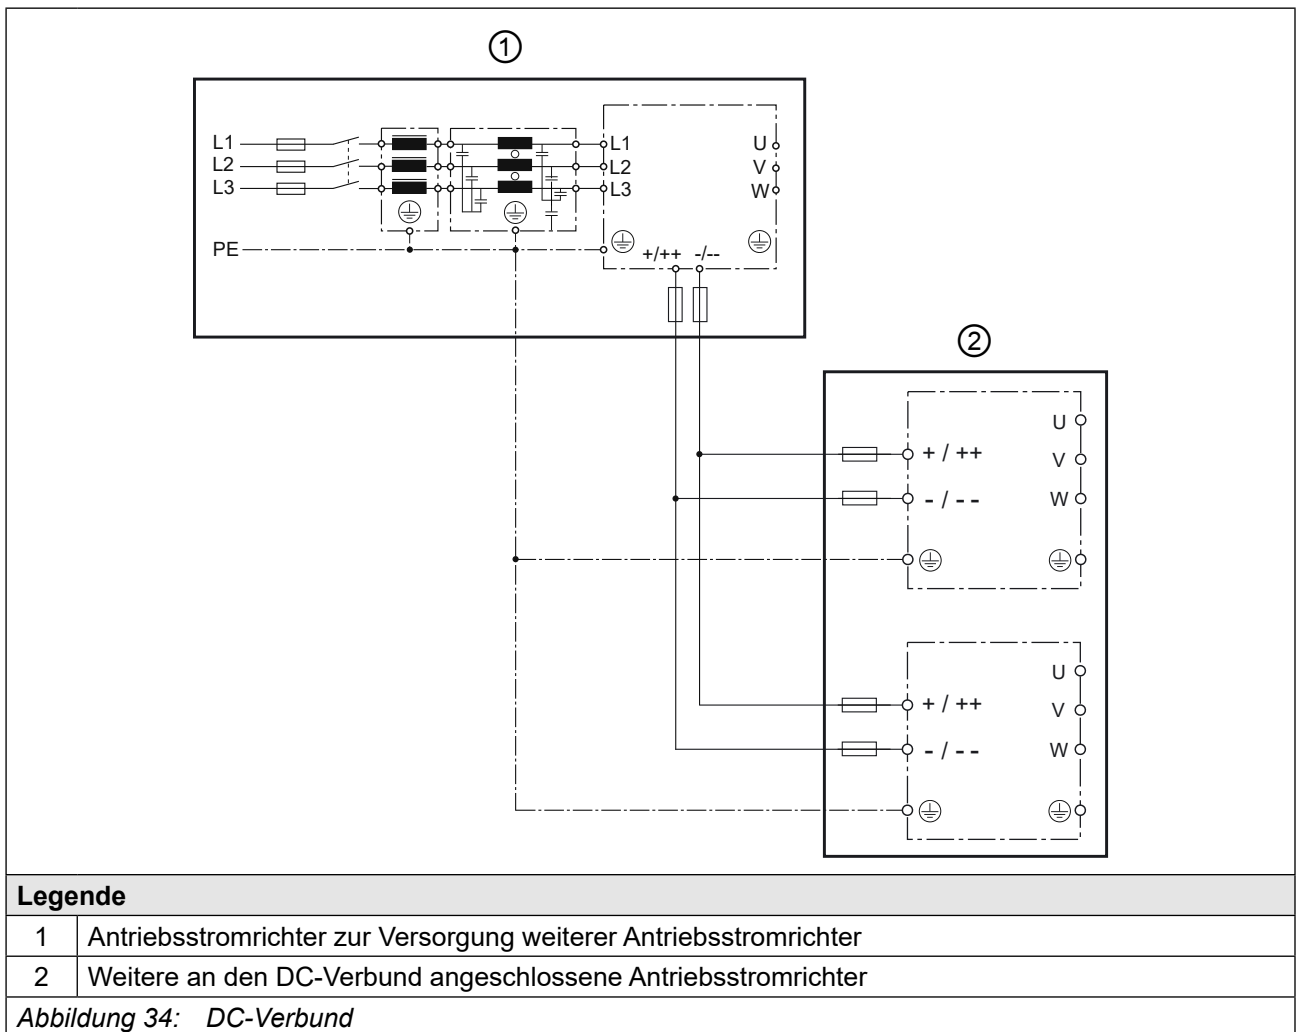 1
L1
L2
L3
PE
L1
L2
L3
U
V
W
+/++ -/--
2
U
+ / ++
V
- / - -
W
U
+ / ++
V
- / - -
W
Legende
1 Antriebsstromrichter zur Versorgung weiterer Antriebsstromrichter
2 Weitere an den DC-Verbund angeschlossene Antriebsstromrichter
Abbildung 34: DC-Verbund